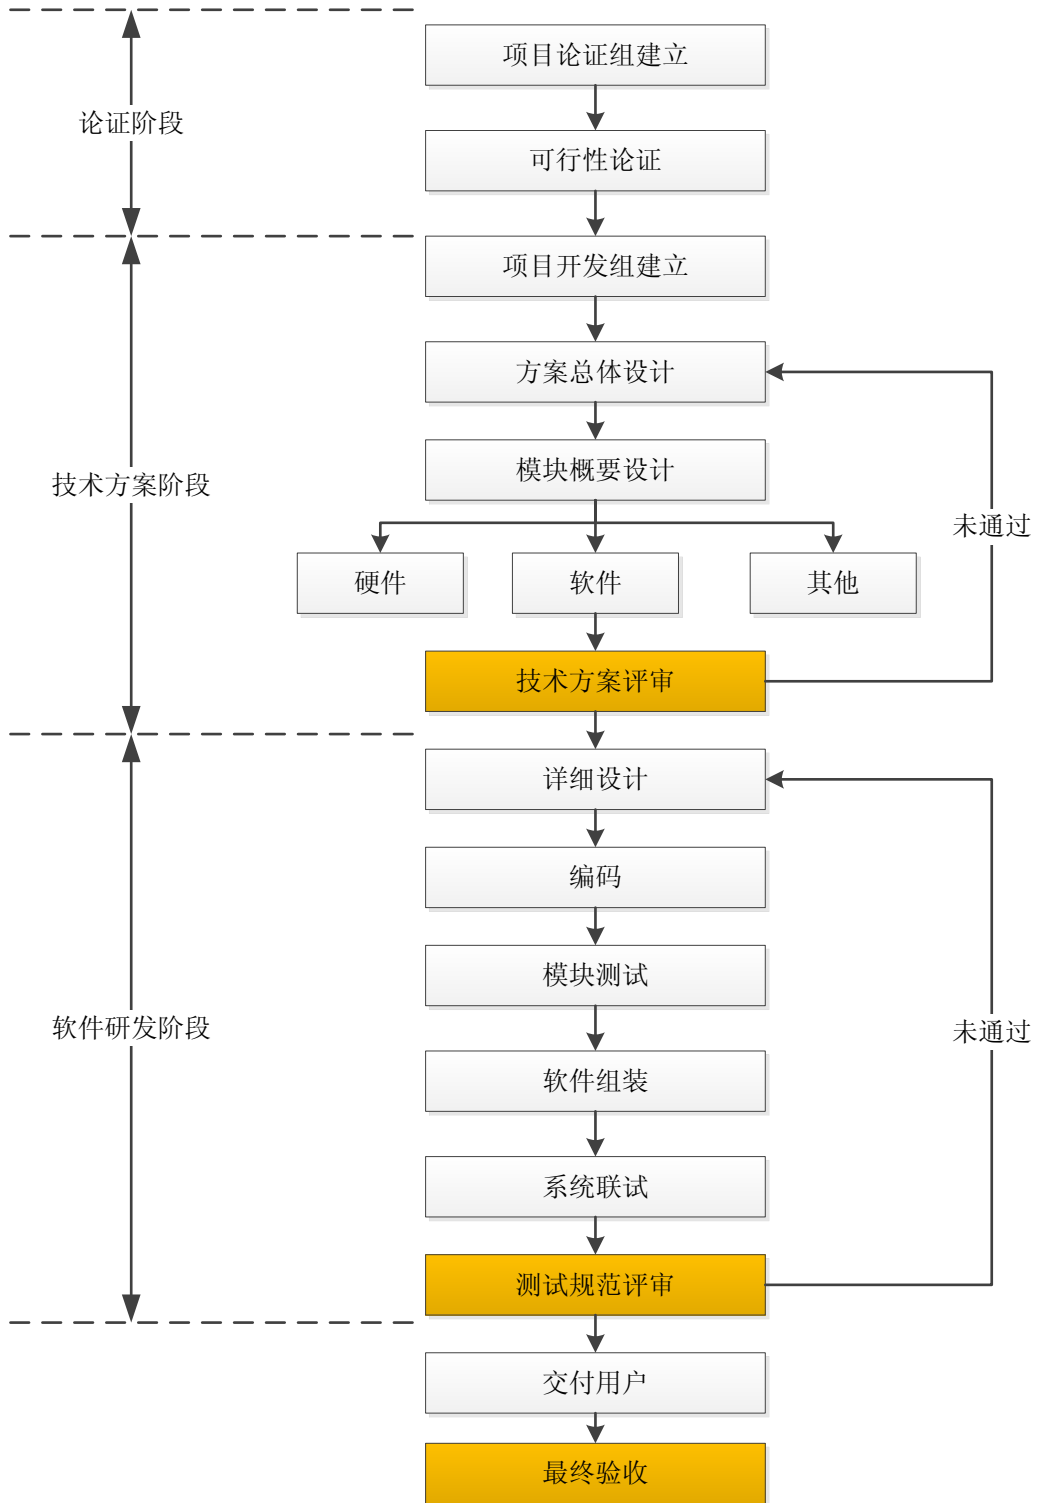 项目论证组建立
论证阶段
可行性论证
项目开发组建立
方案总体设计
模块概要设计
技术方案阶段
未通过
硬件
软件
其他
技术方案评审
详细设计
编码
模块测试
软件研发阶段
未通过
软件组装
系统联试
测试规范评审
交付用户
最终验收